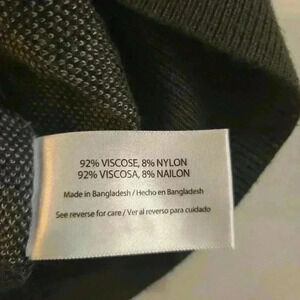 92% VISCOSE, 8% NYLON
92% VISCOSA, 8% NAILON
Made in Bangladesh / Hecho en Bangladesh
See reverse for care / Ver al reverso para cuidado